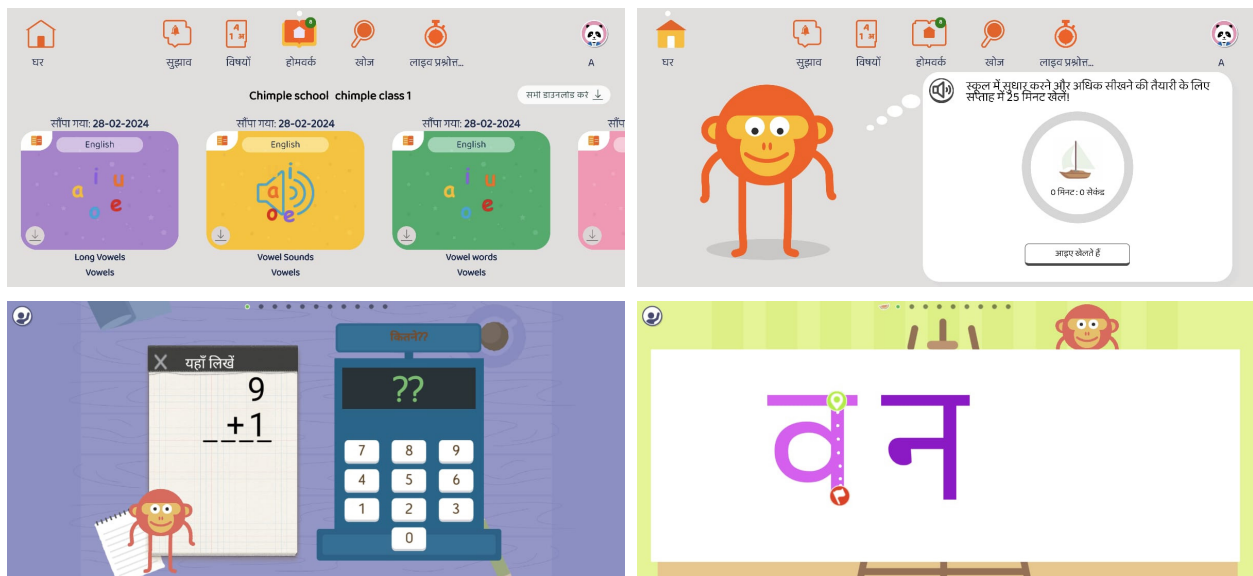 घर
सुझाव
विषयों
होमवर्क
8
खोज
लाइव प्रश्नोत्त...
A
Chimple school chimple class 1
सभी डाउनलोड करें
सौंपा गया: 28-02-2024
सौंपा गया: 28-02-2024
सौंपा गया: 28-02-2024
सौंप
English
English
English
a i u o e
a i o e
a i u o e
Long Vowels
Vowels
Vowel Sounds
Vowels
Vowel words
Vowels
घर
सुझाव
विषयों
होमवर्क
8
खोज
लाइव प्रश्नोत्त...
A
स्कूल में सुधार करने और अधिक सीखने की तैयारी के लिए
सप्ताह में 25 मिनट खेलें!
0 मिनट : 0 सेकंड
आइए खेलते हैं
यहाँ लिखें
9
+1
कितने??
??
7 8 9
4 5 6
1 2 3
0
व न